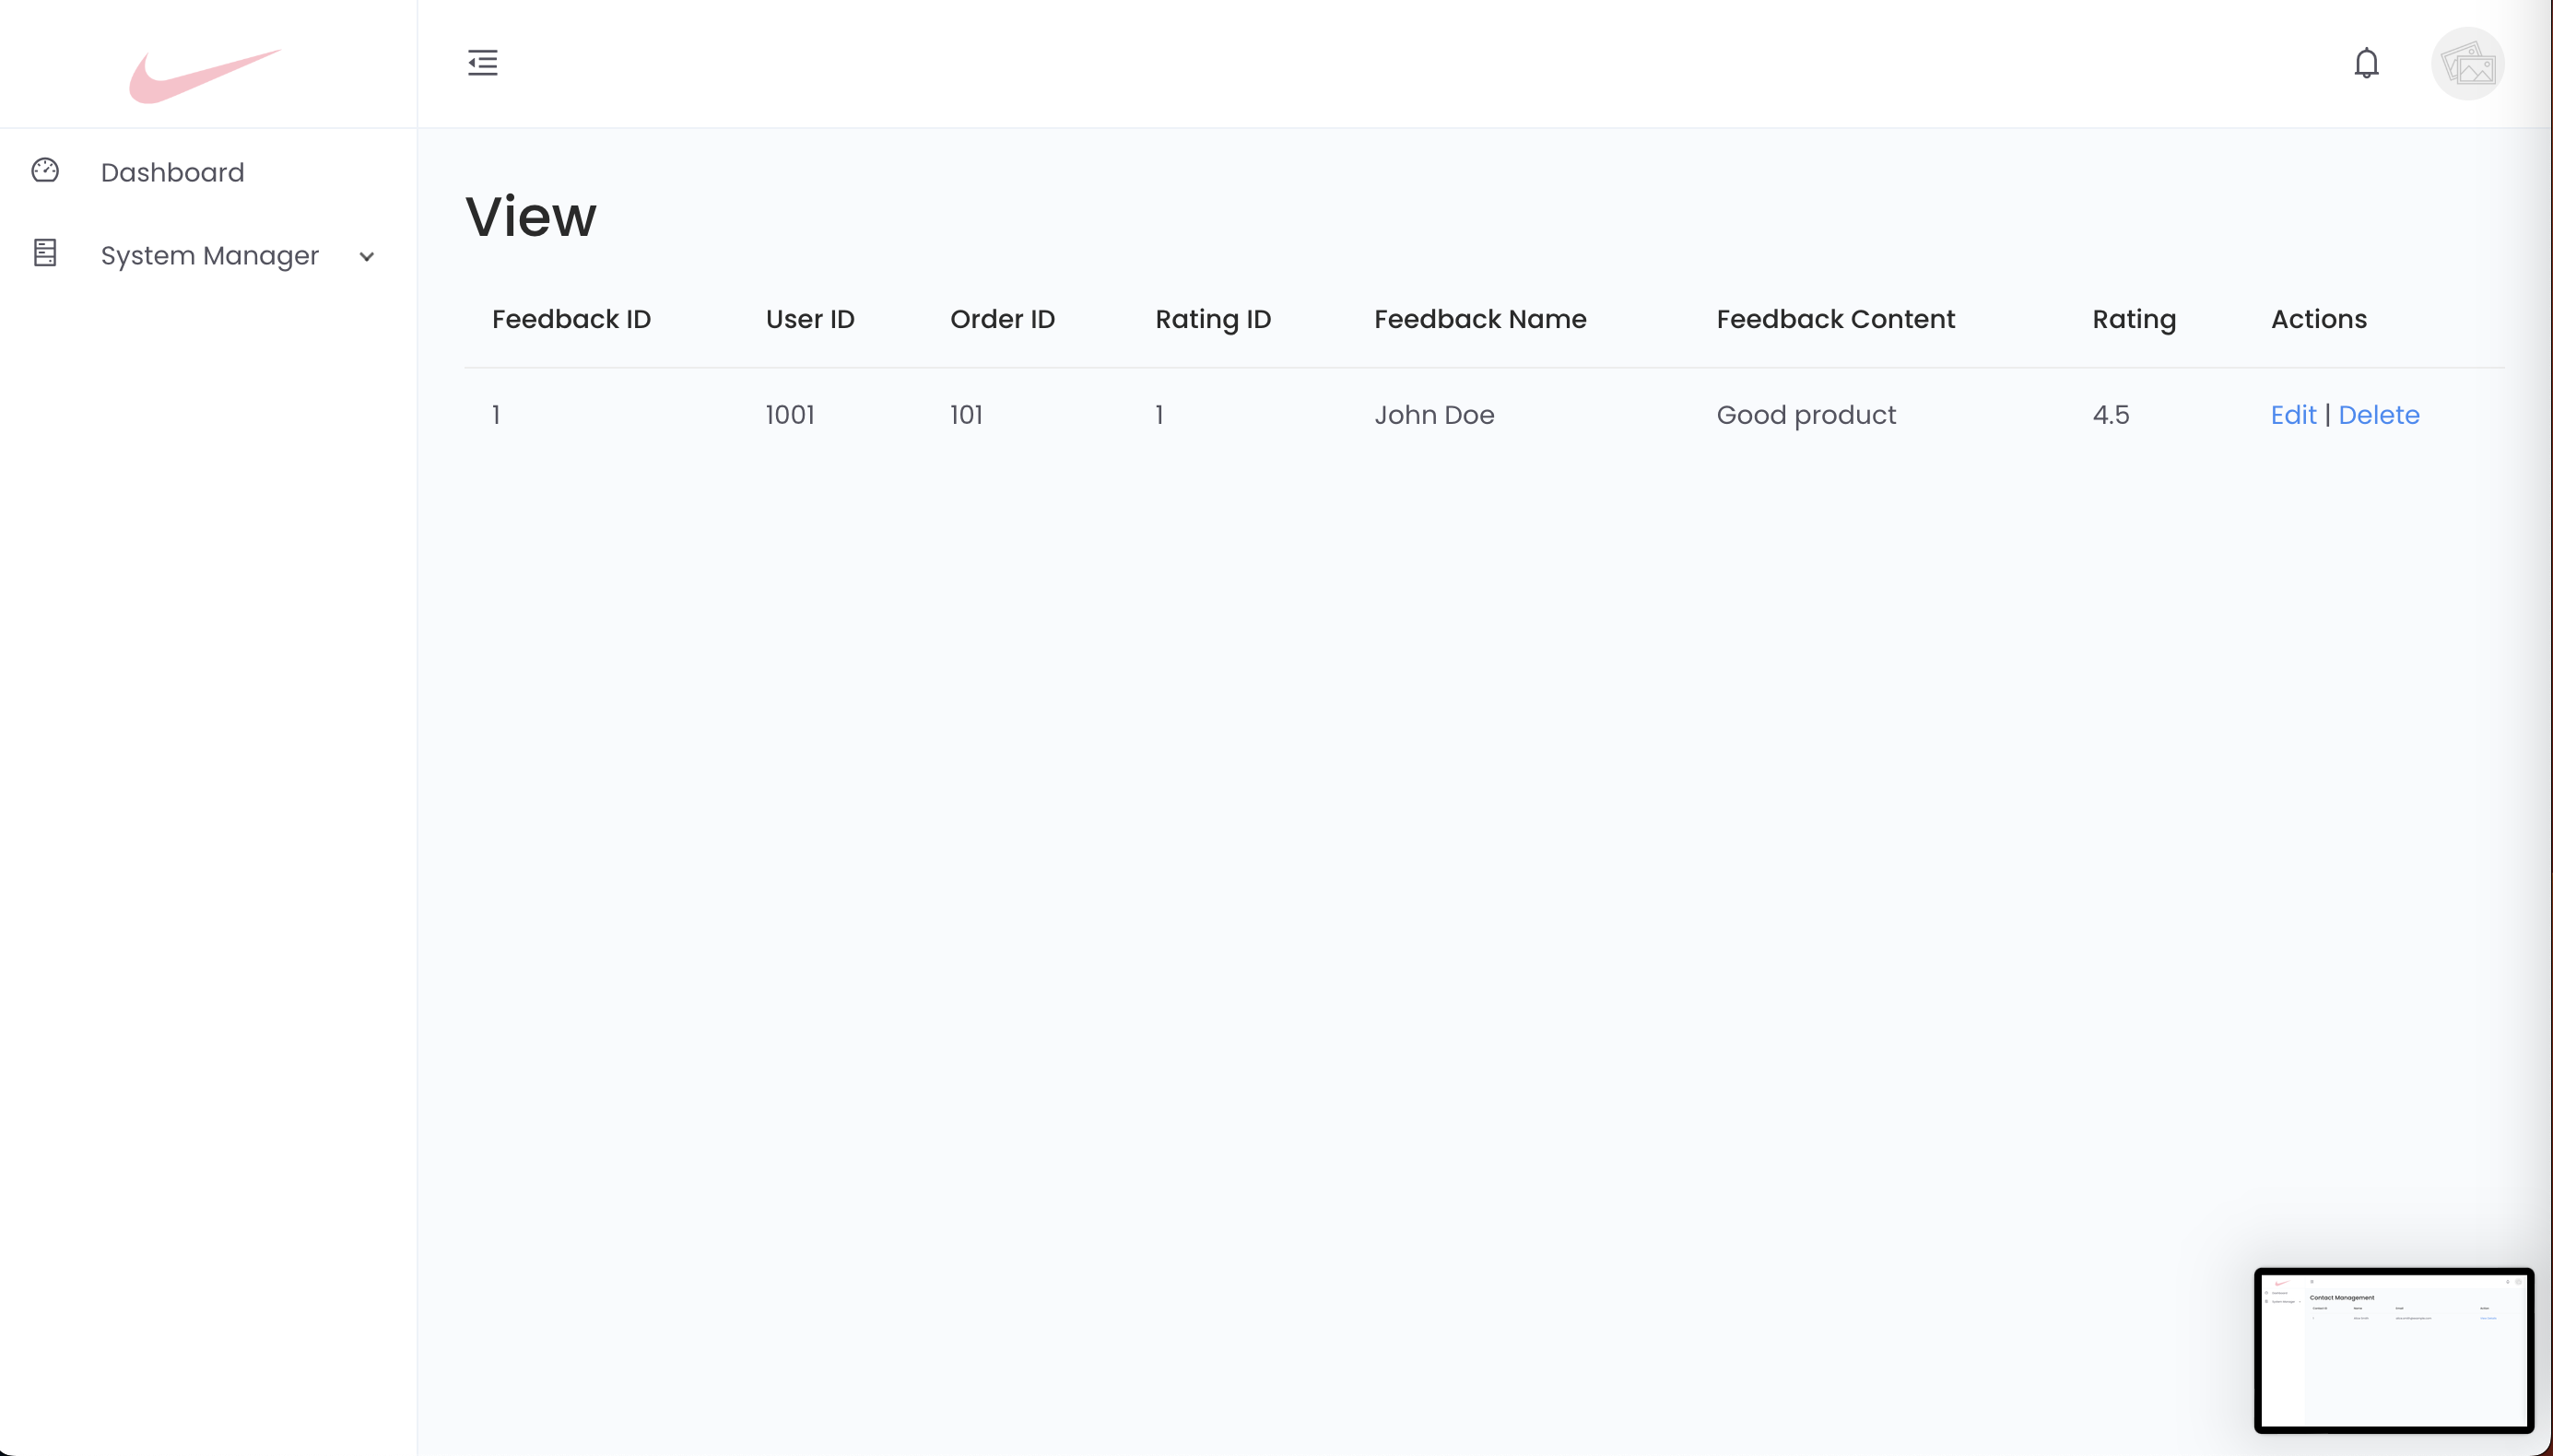 Dashboard
System Manager
View
Feedback ID User ID Order ID Rating ID Feedback Name Feedback Content Rating Actions
1 1001 101 1 John Doe Good product 4.5 Edit | Delete
Contact Management